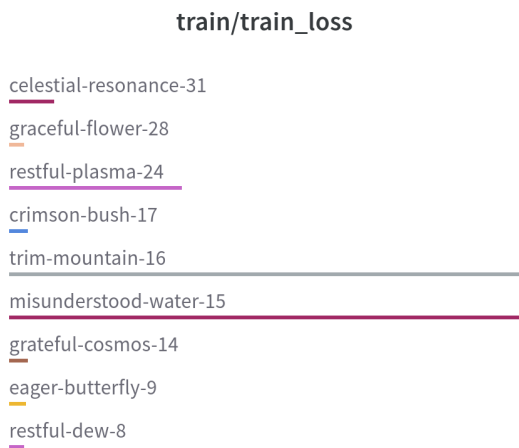 train/train_loss
celestial-resonance-31
graceful-flower-28
restful-plasma-24
crimson-bush-17
trim-mountain-16
misunderstood-water-15
grateful-cosmos-14
eager-butterfly-9
restful-dew-8